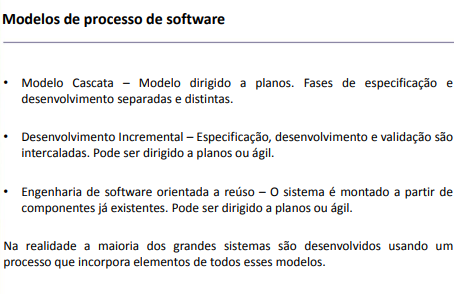 Modelos de processo de software
• Modelo Cascata – Modelo dirigido a planos. Fases de especificação e
desenvolvimento separadas e distintas.
• Desenvolvimento Incremental – Especificação, desenvolvimento e validação são
intercaladas. Pode ser dirigido a planos ou ágil.
• Engenharia de software orientada a reúso – O sistema é montado a partir de
componentes já existentes. Pode ser dirigido a planos ou ágil.
Na realidade a maioria dos grandes sistemas são desenvolvidos usando um
processo que incorpora elementos de todos esses modelos.